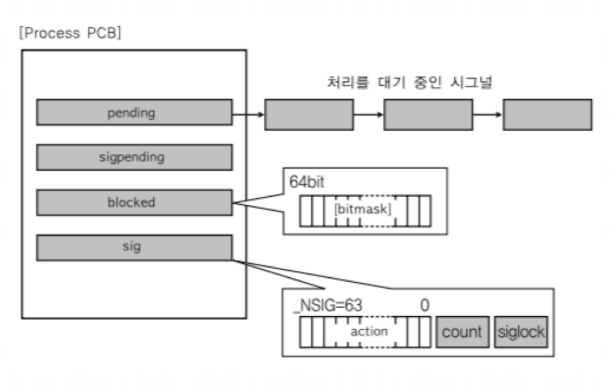 [Process PCB]
처리를 대기 중인 시그널
pending
sigpending
blocked
64bit
[bitmask]
sig
_NSIG=63 0
action count siglock